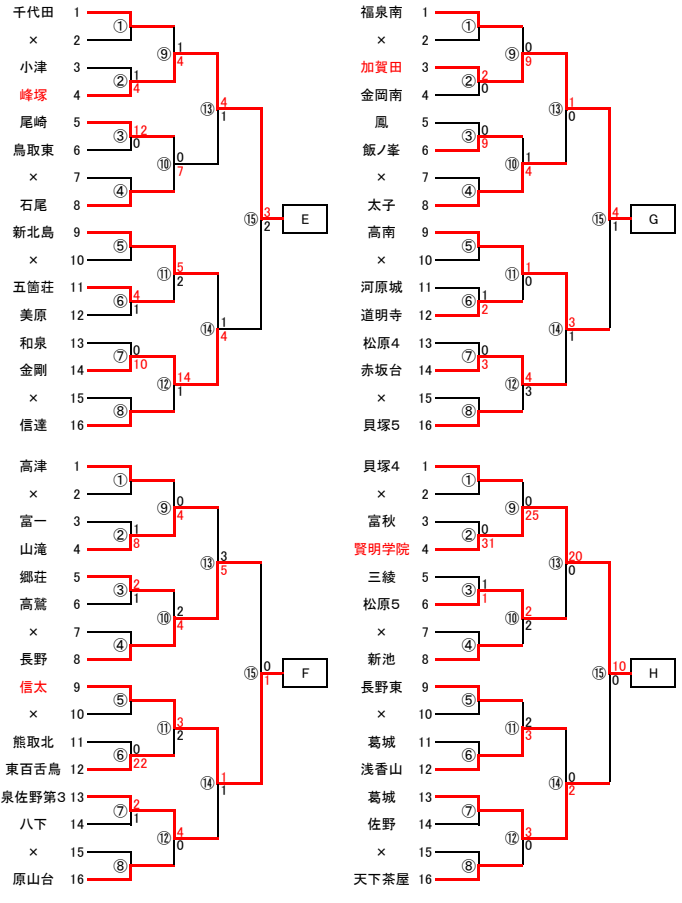 千代田 1
× 2
小津 3
峰塚 4
尾崎 5
鳥取東 6
× 7
石尾 8
新北島 9
× 10
五箇荘 11
美原 12
和泉 13
金剛 14
× 15
信達 16
①
② 1 4
③ 12 0
④
⑤
⑥ 4 1
⑦ 0 10
⑧
⑨ 1 4
⑩ 0 7
⑪ 5 2
⑫ 14 1
⑬ 4 1
⑭ 1 4
⑮ 3 2
E
福泉南 1
× 2
加賀田 3
金岡南 4
鳳 5
飯ノ峯 6
× 7
太子 8
高南 9
× 10
河原城 11
道明寺 12
松原4 13
赤坂台 14
× 15
貝塚5 16
①
② 2 0
③ 0 9
④
⑤
⑥ 1 2
⑦ 0 3
⑧
⑨ 0 9
⑩ 1 4
⑪ 1 0
⑫ 4 3
⑬ 1 0
⑭ 3 1
⑮ 4 1
G
高津 1
× 2
富一 3
山滝 4
郷荘 5
高鷲 6
× 7
長野 8
信太 9
× 10
熊取北 11
東百舌鳥 12
泉佐野第3 13
八下 14
× 15
原山台 16
①
② 1 8
③ 2 1
④
⑤
⑥ 0 22
⑦ 2 1
⑧
⑨ 0 4
⑩ 2 4
⑪ 3 2
⑫ 4 0
⑬ 3 5
⑭ 1 1
⑮ 0 1
F
貝塚4 1
× 2
富秋 3
賢明学院 4
三綾 5
松原5 6
× 7
新池 8
長野東 9
× 10
葛城 11
浅香山 12
葛城 13
佐野 14
× 15
天下茶屋 16
①
② 0 31
③ 1 1
④
⑤
⑥
⑦
⑧
⑨ 0 25
⑩ 2 2
⑪ 2 3
⑫ 3 0
⑬ 20 0
⑭ 0 2
⑮ 10 0
H